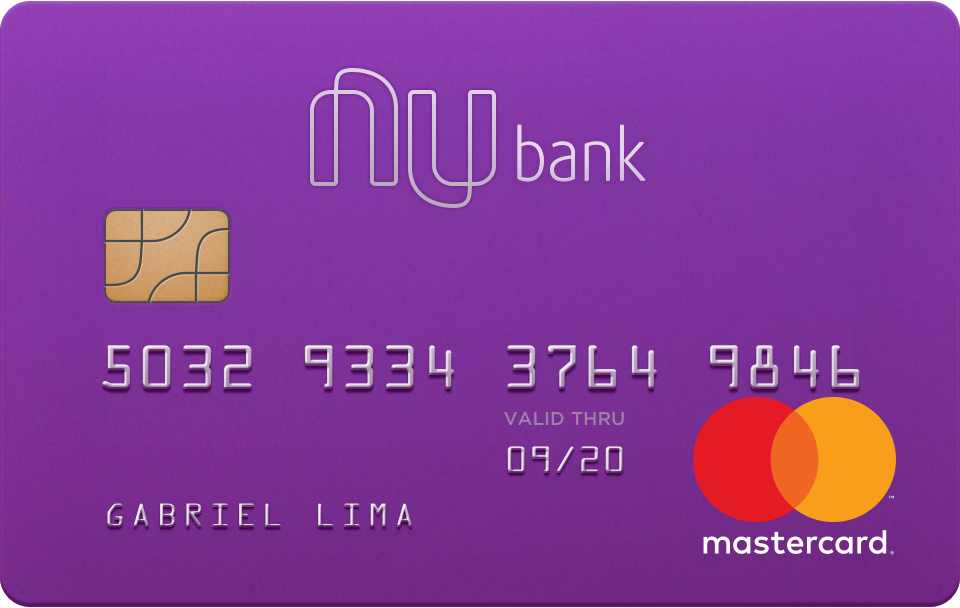 nu bank
5032 9334 3764 9846
VALID THRU
09/20
GABRIEL LIMA
mastercard.